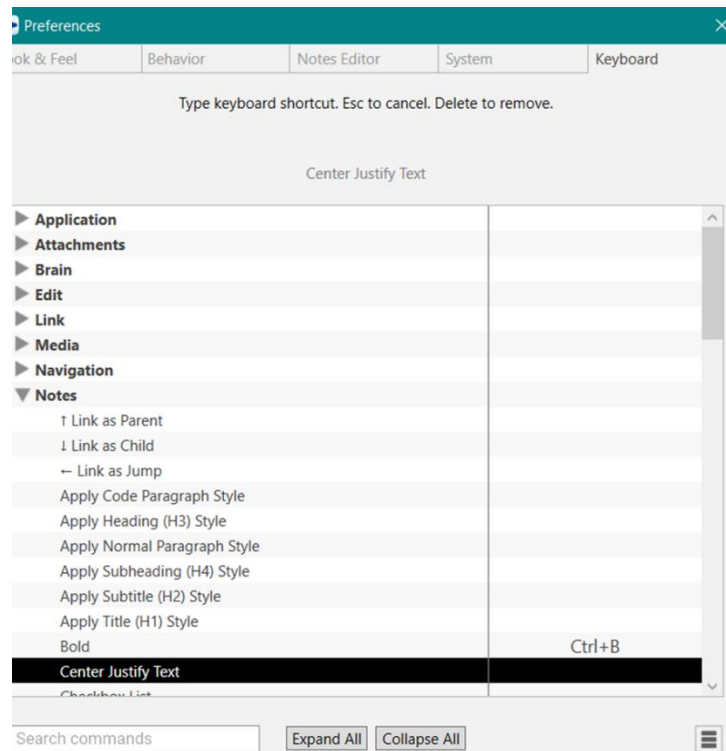 Preferences
ok & Feel Behavior Notes Editor System Keyboard
Type keyboard shortcut. Esc to cancel. Delete to remove.
Center Justify Text
Application
Attachments
Brain
Edit
Link
Media
Navigation
Notes
↑ Link as Parent
↓ Link as Child
← Link as Jump
Apply Code Paragraph Style
Apply Heading (H3) Style
Apply Normal Paragraph Style
Apply Subheading (H4) Style
Apply Subtitle (H2) Style
Apply Title (H1) Style
Bold Ctrl+B
Center Justify Text
Checkbox List
Search commands Expand All Collapse All